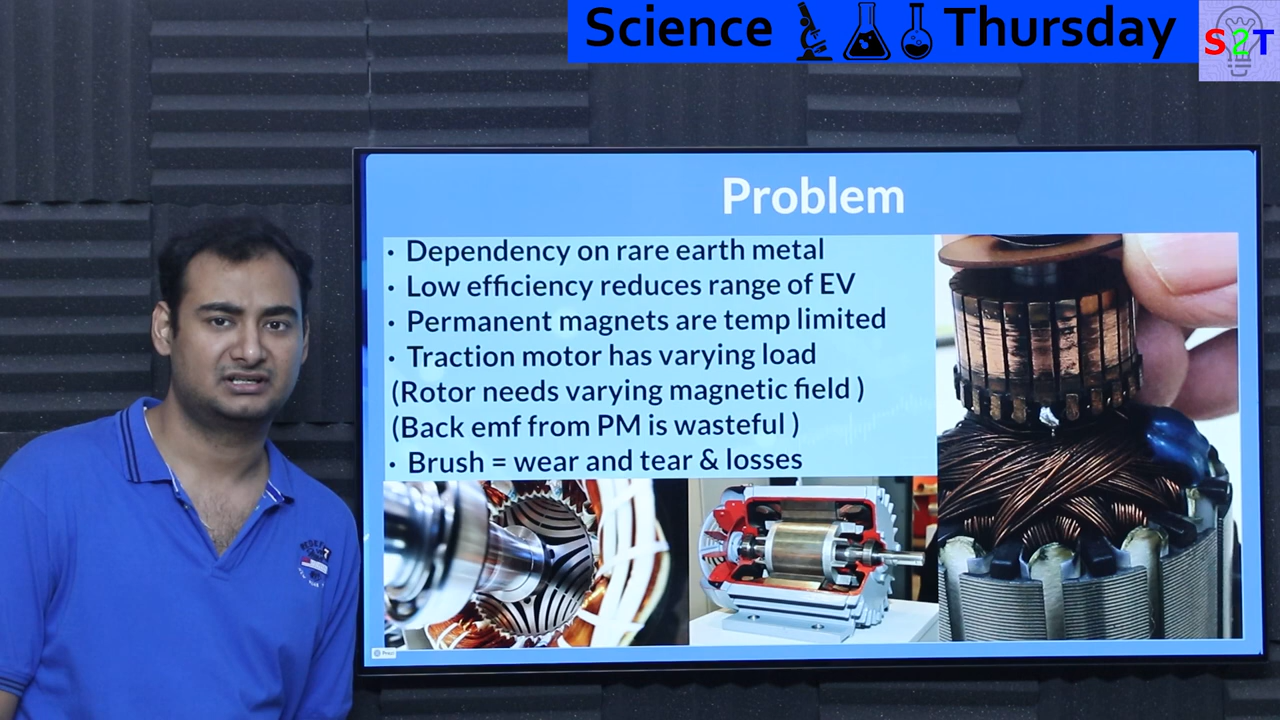 Science Thursday
S2T
Problem
· Dependency on rare earth metal
· Low efficiency reduces range of EV
· Permanent magnets are temp limited
· Traction motor has varying load
(Rotor needs varying magnetic field )
(Back emf from PM is wasteful )
· Brush = wear and tear & losses